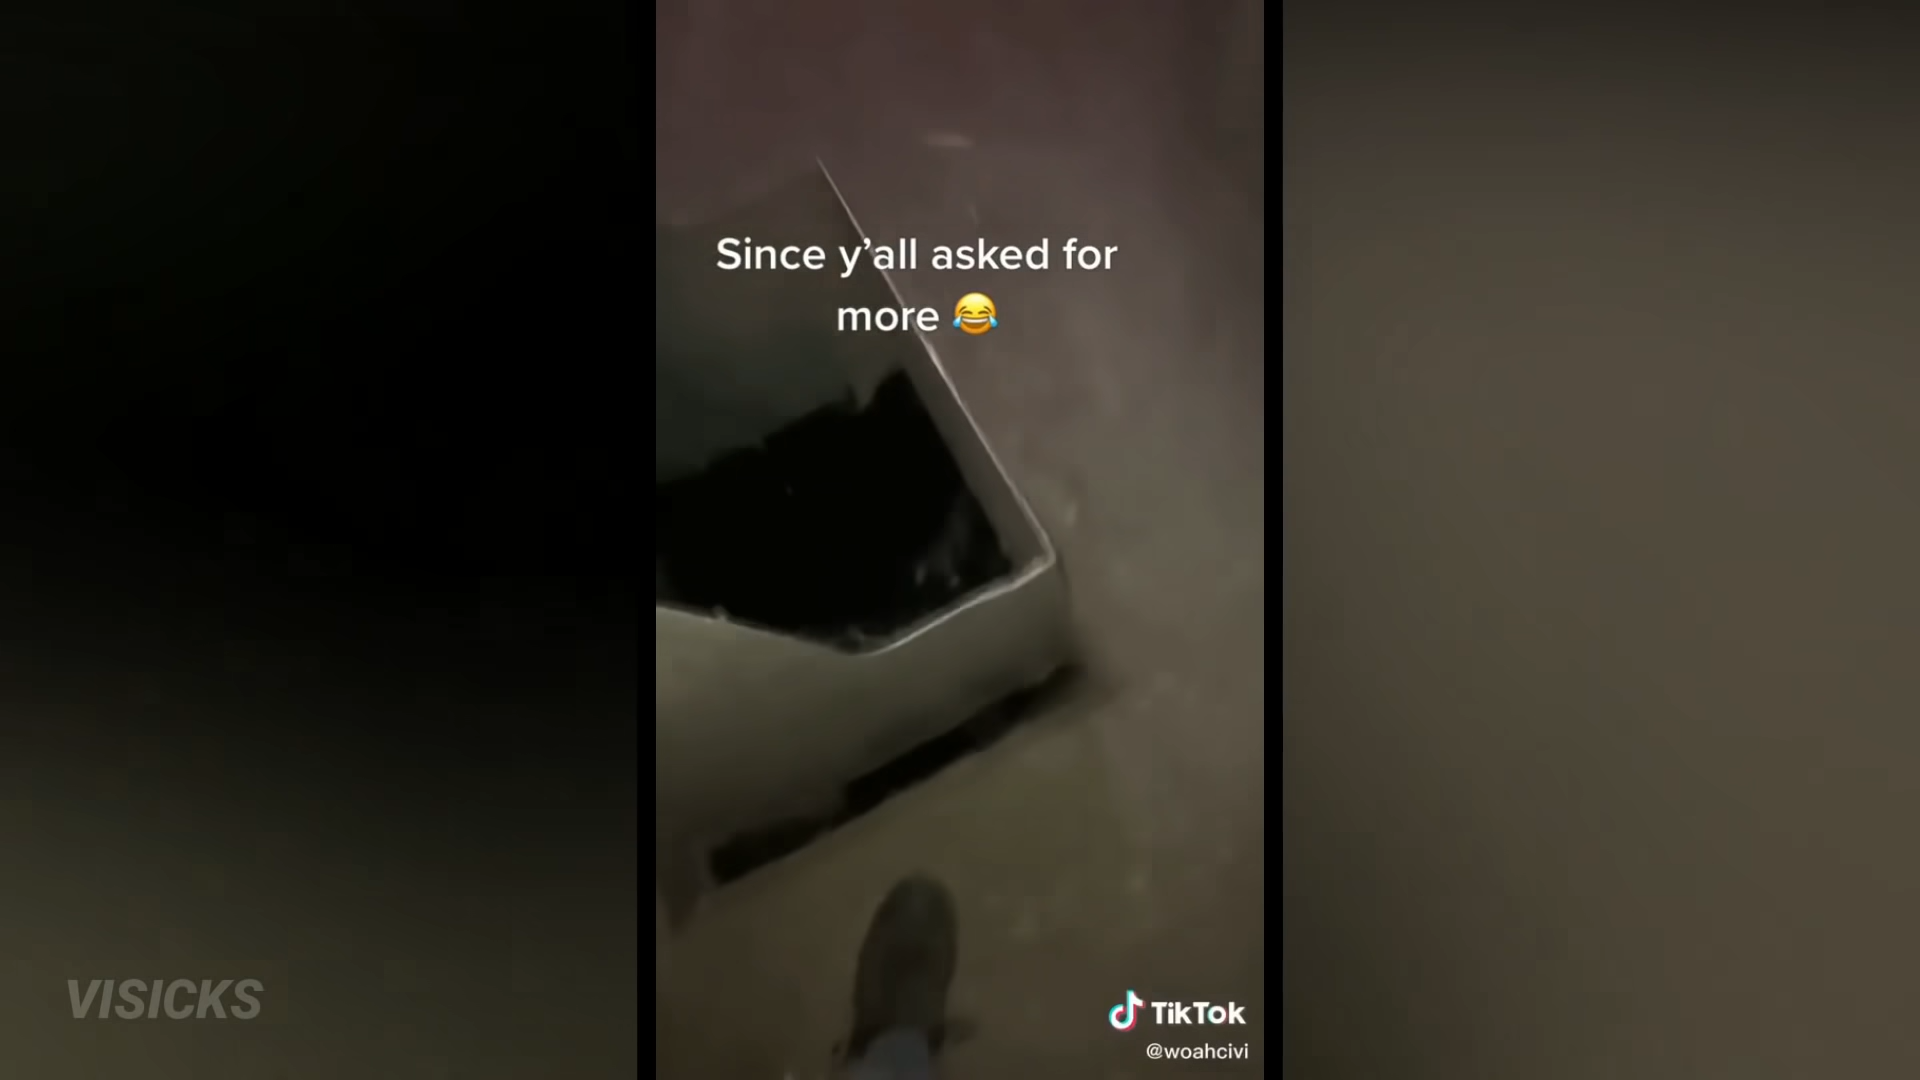 Since y’all asked for
more 😂
VISICKS
TikTok
@woahcivi